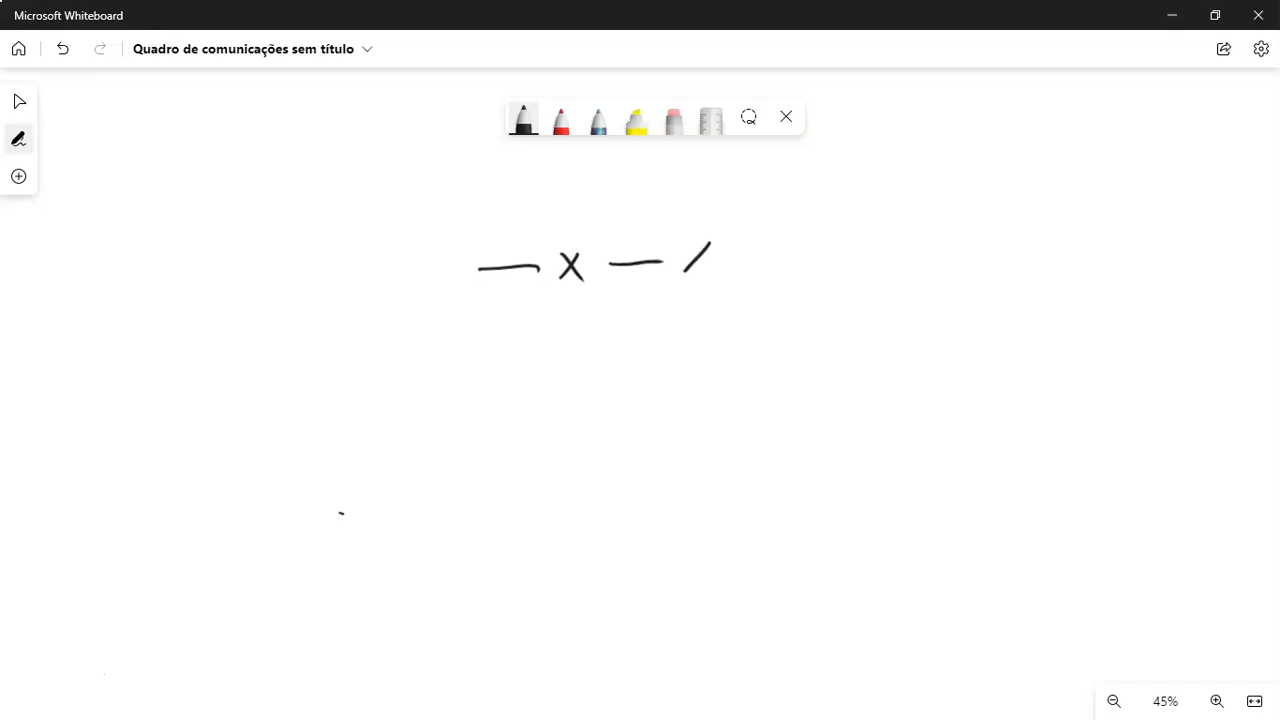 Microsoft Whiteboard
Quadro de comunicações sem título
— x — /
45%